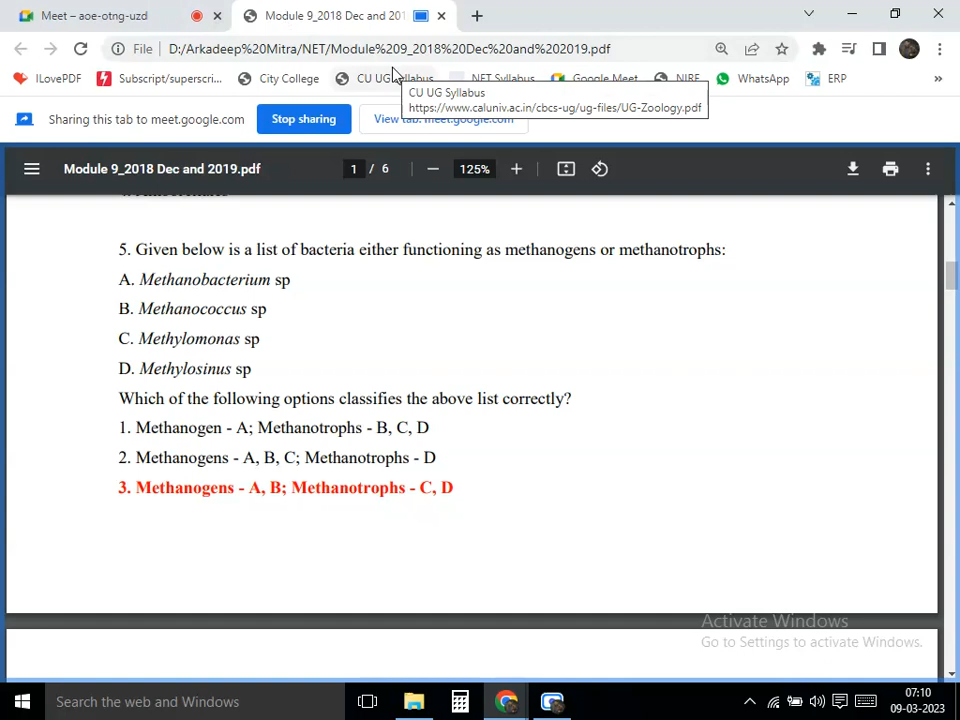 Meet – aoe-otng-uzd
Module 9_2018 Dec and 201
File
D:/Arkadeep%20Mitra/NET/Module%209_2018%20Dec%20and%202019.pdf
ILovePDF
Subscript/superscri...
City College
CU UG Syllabus
NET Syllabus
Google Meet
NIRF
WhatsApp
ERP
»
CU UG Syllabus
https://www.caluniv.ac.in/cbcs-ug/ug-files/UG-Zoology.pdf
Sharing this tab to meet.google.com
Stop sharing
View tab: meet.google.com
Module 9_2018 Dec and 2019.pdf
1 / 6
125%
5. Given below is a list of bacteria either functioning as methanogens or methanotrophs:
A. Methanobacterium sp
B. Methanococcus sp
C. Methylomonas sp
D. Methylosinus sp
Which of the following options classifies the above list correctly?
1. Methanogen - A; Methanotrophs - B, C, D
2. Methanogens - A, B, C; Methanotrophs - D
3. Methanogens - A, B; Methanotrophs - C, D
Activate Windows
Go to Settings to activate Windows.
Search the web and Windows
07:10
09-03-2023